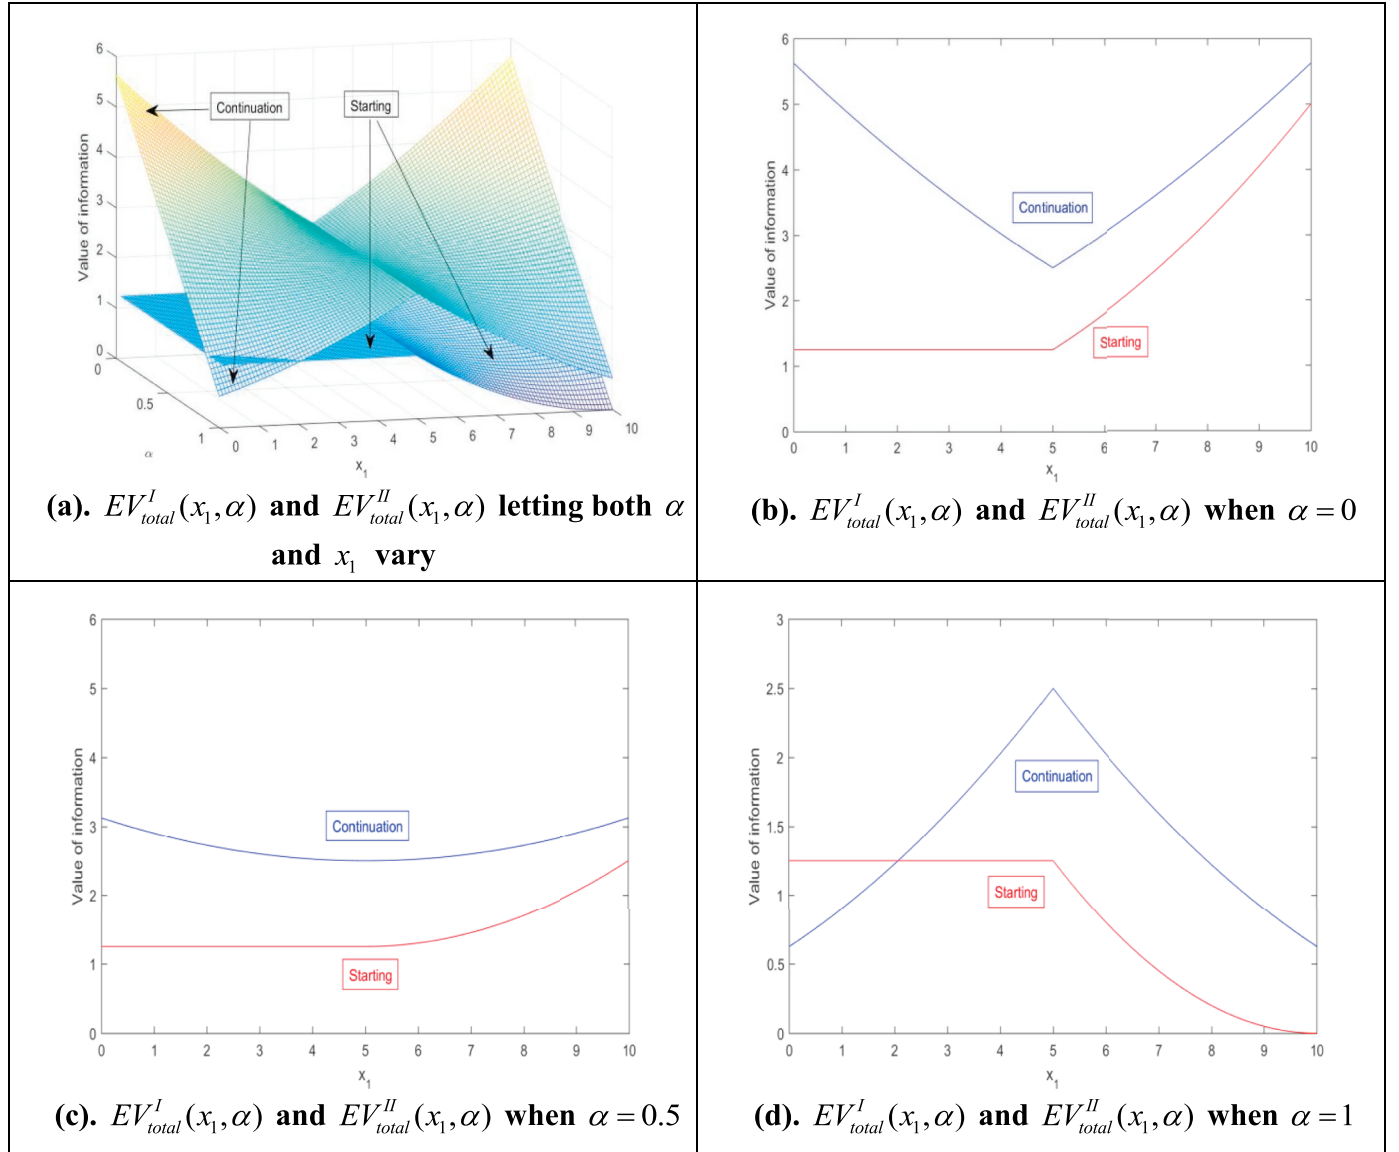 6
5
4
3
2
1
0
Value of information
Continuation
Starting
0
0.5
1
α
0 1 2 3 4 5 6 7 8 9 10
x1
(a). EV^I_total(x1,α) and EV^II_total(x1,α) letting both α
and x1 vary
6
5
4
3
2
1
0
Value of information
Continuation
Starting
0 1 2 3 4 5 6 7 8 9 10
x1
(b). EV^I_total(x1,α) and EV^II_total(x1,α) when α = 0
6
5
4
3
2
1
0
Value of information
Continuation
Starting
0 1 2 3 4 5 6 7 8 9 10
x1
(c). EV^I_total(x1,α) and EV^II_total(x1,α) when α = 0.5
3
2.5
2
1.5
1
0.5
0
Value of information
Continuation
Starting
0 1 2 3 4 5 6 7 8 9 10
x1
(d). EV^I_total(x1,α) and EV^II_total(x1,α) when α = 1